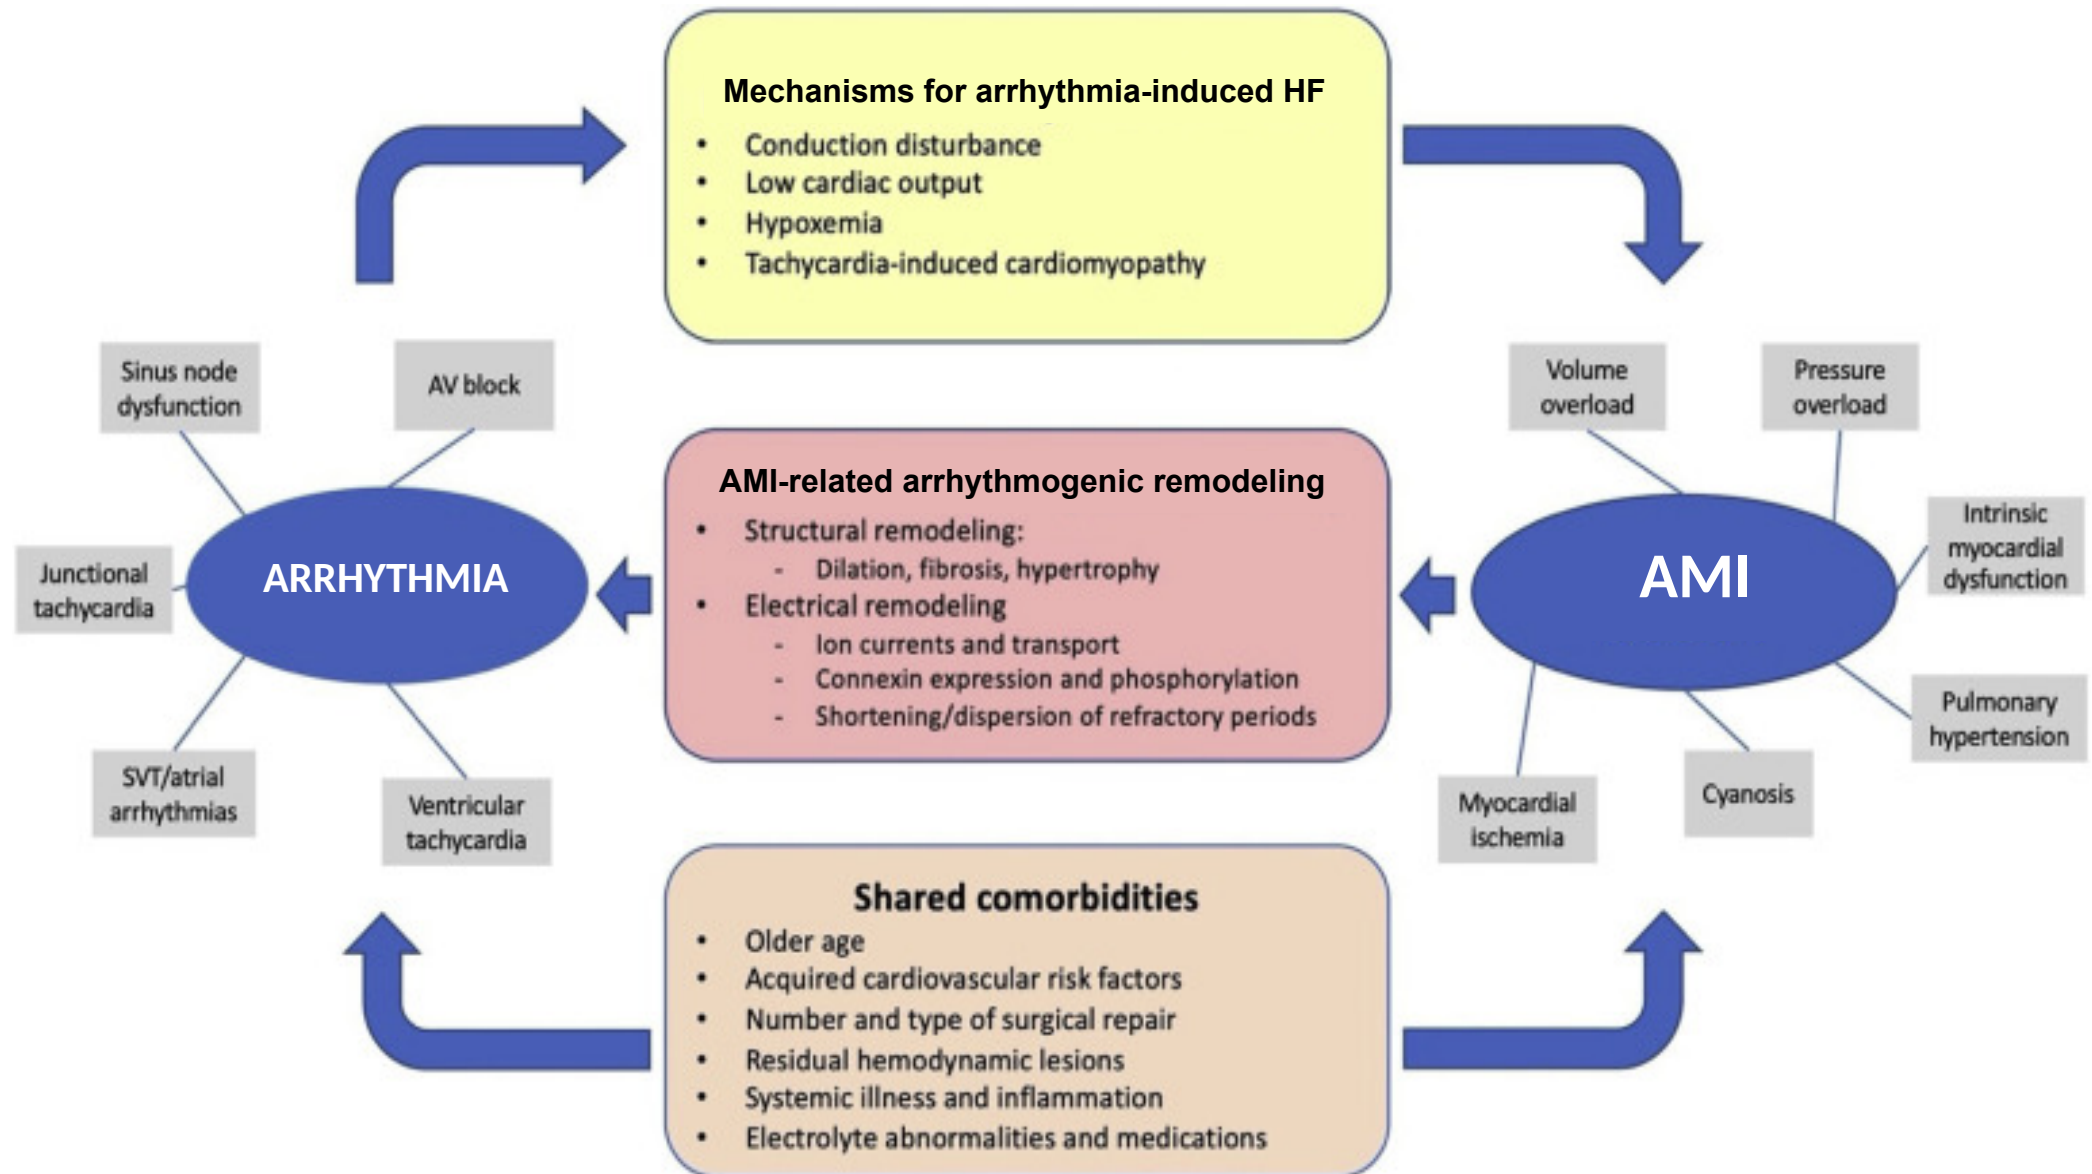 Mechanisms for arrhythmia-induced HF
• Conduction disturbance
• Low cardiac output
• Hypoxemia
• Tachycardia-induced cardiomyopathy
Sinus node
dysfunction
AV block
Junctional
tachycardia
ARRHYTHMIA
SVT/atrial
arrhythmias
Ventricular
tachycardia
AMI-related arrhythmogenic remodeling
• Structural remodeling:
- Dilation, fibrosis, hypertrophy
• Electrical remodeling
- Ion currents and transport
- Connexin expression and phosphorylation
- Shortening/dispersion of refractory periods
Volume
overload
Pressure
overload
Intrinsic
myocardial
dysfunction
AMI
Pulmonary
hypertension
Cyanosis
Myocardial
ischemia
Shared comorbidities
• Older age
• Acquired cardiovascular risk factors
• Number and type of surgical repair
• Residual hemodynamic lesions
• Systemic illness and inflammation
• Electrolyte abnormalities and medications